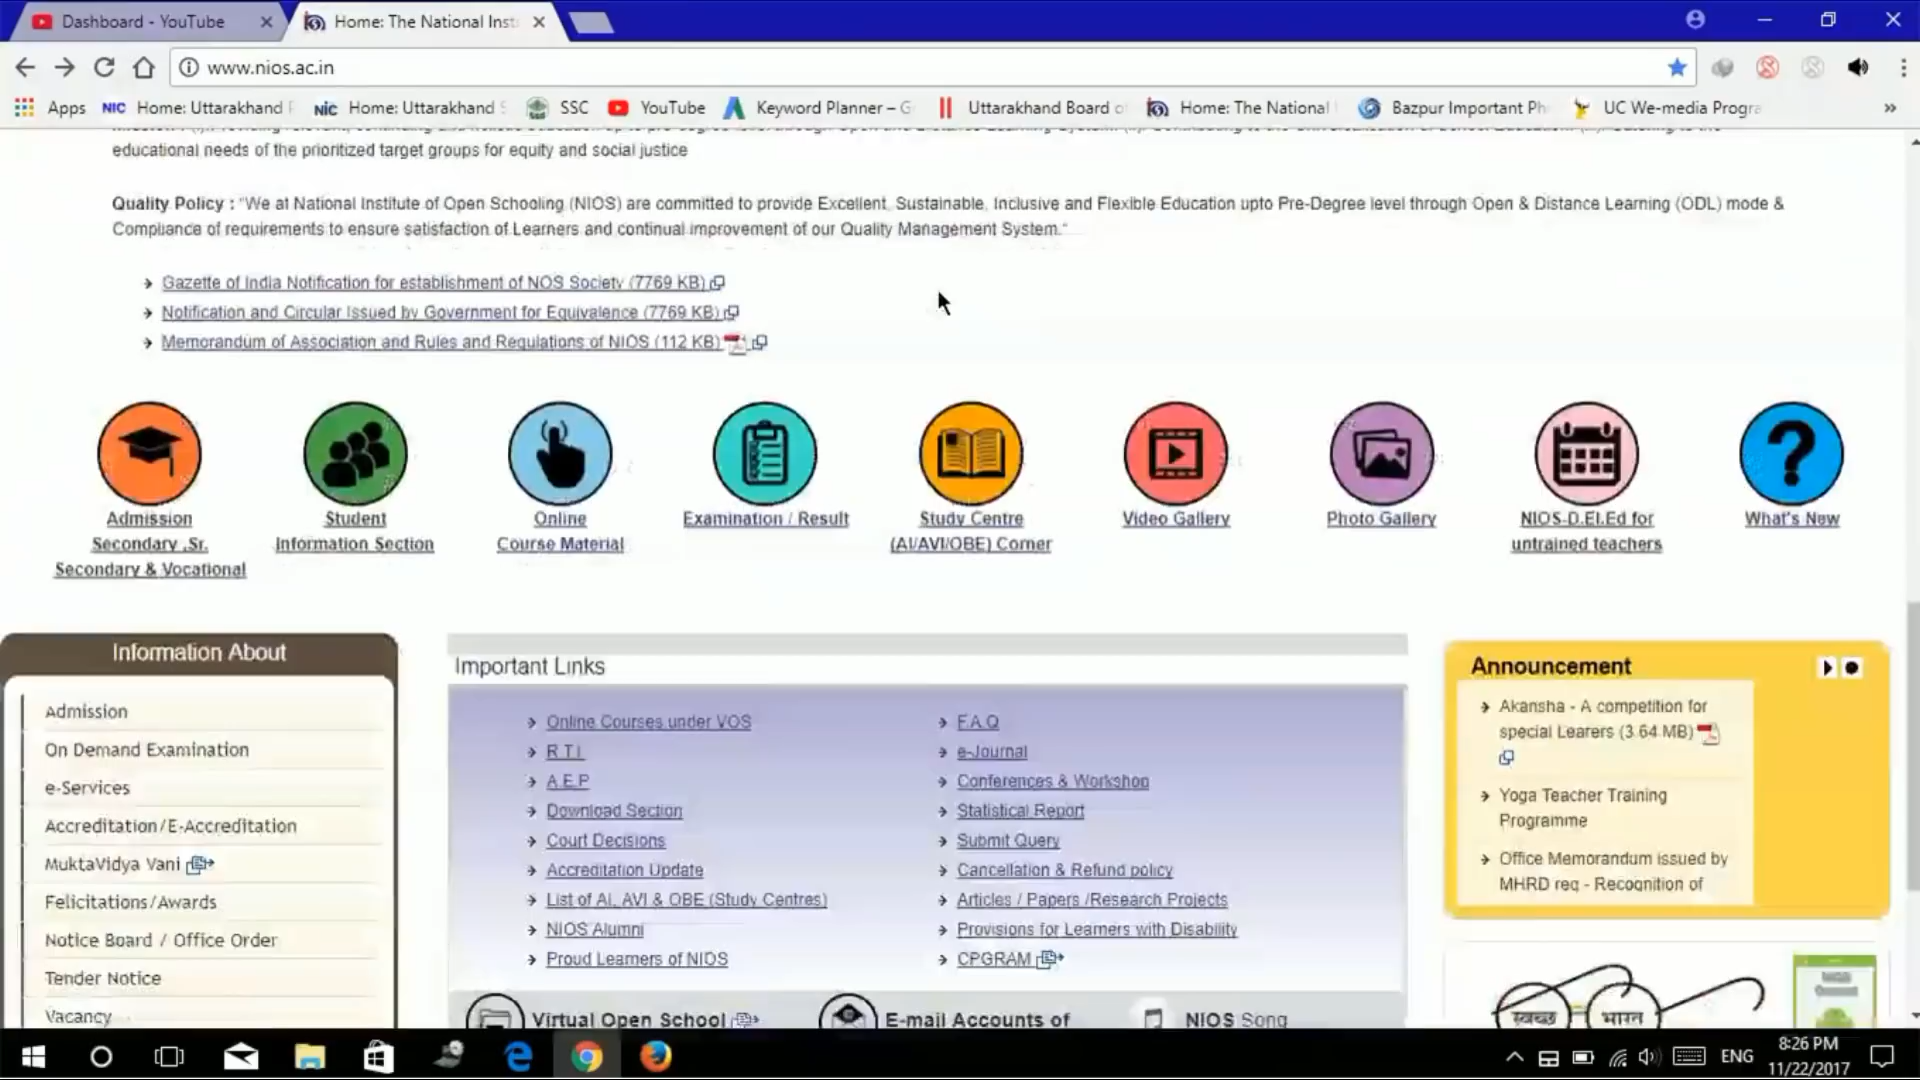 Dashboard - YouTube
Home: The National Inst
www.nios.ac.in
Apps
NIC Home: Uttarakhand
NIC Home: Uttarakhand S
SSC
YouTube
Keyword Planner – G
Uttarakhand Board o
Home: The National
Bazpur Important Ph
UC We-media Progra
educational needs of the prioritized target groups for equity and social justice
Quality Policy : "We at National Institute of Open Schooling (NIOS) are committed to provide Excellent, Sustainable, Inclusive and Flexible Education upto Pre-Degree level through Open & Distance Learning (ODL) mode &
Compliance of requirements to ensure satisfaction of Learners and continual improvement of our Quality Management System."
Gazette of India Notification for establishment of NOS Society (7769 KB)
Notification and Circular Issued by Government for Equivalence (7769 KB)
Memorandum of Association and Rules and Regulations of NIOS (112 KB)
Admission
Secondary ,Sr.
Secondary & Vocational
Student
Information Section
Online
Course Material
Examination / Result
Study Centre
(AI/AVI/OBE) Corner
Video Gallery
Photo Gallery
NIOS-D.El.Ed for
untrained teachers
What's New
Information About
Admission
On Demand Examination
e-Services
Accreditation/E-Accreditation
MuktaVidya Vani
Felicitations/Awards
Notice Board / Office Order
Tender Notice
Vacancy
Important Links
Online Courses under VOS
R.T.I.
A.E.P
Download Section
Court Decisions
Accreditation Update
List of AI, AVI & OBE (Study Centres)
NIOS Alumni
Proud Learners of NIOS
F.A.Q
e-Journal
Conferences & Workshop
Statistical Report
Submit Query
Cancellation & Refund policy
Articles / Papers /Research Projects
Provisions for Learners with Disability
CPGRAM
Virtual Open School
E-mail Accounts of
NIOS Song
Announcement
Akansha - A competition for
special Learers (3.64 MB)
Yoga Teacher Training
Programme
Office Memorandum issued by
MHRD reg - Recognition of
स्वच्छ भारत
ENG
8:26 PM
11/22/2017